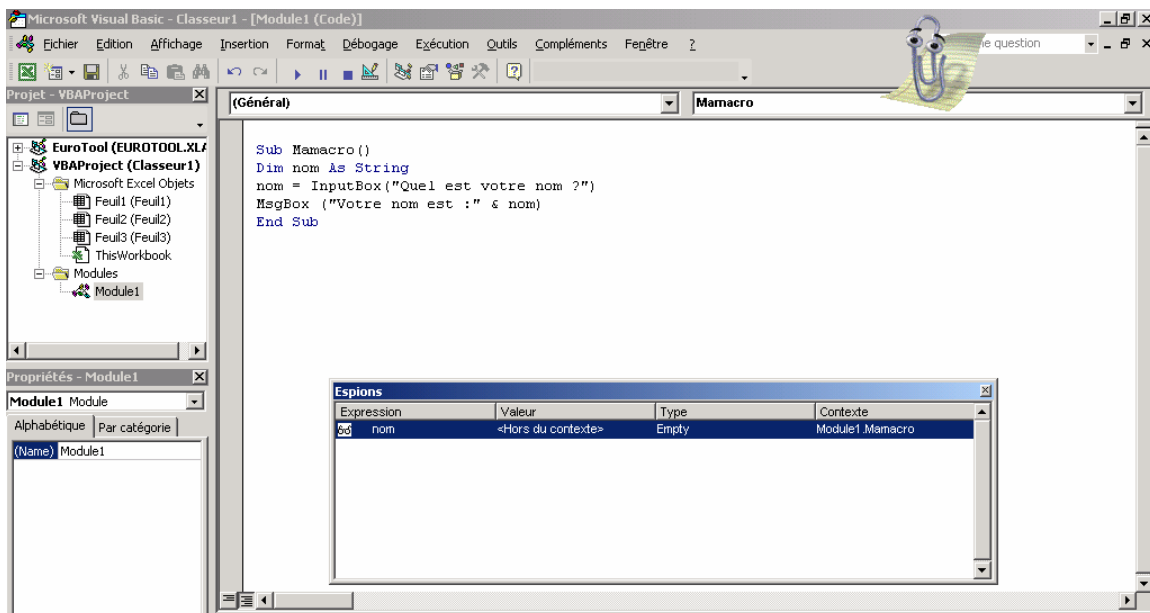 Microsoft Visual Basic - Classeur1 - [Module1 (Code)]
Fichier Edition Affichage Insertion Format Débogage Exécution Outils Compléments Fenêtre ? question
Projet - VBAProject
(Général) Mamacro
EuroTool (EUROTOOL.XLA
VBAProject (Classeur1)
Microsoft Excel Objets
Feuil1 (Feuil1)
Feuil2 (Feuil2)
Feuil3 (Feuil3)
ThisWorkbook
Modules
Module1
Sub Mamacro()
Dim nom As String
nom = InputBox("Quel est votre nom ?")
MsgBox ("Votre nom est :" & nom)
End Sub
Propriétés - Module1
Module1 Module
Alphabétique Par catégorie
(Name) Module1
Espions
Expression Valeur Type Contexte
nom <Hors du contexte> Empty Module1.Mamacro